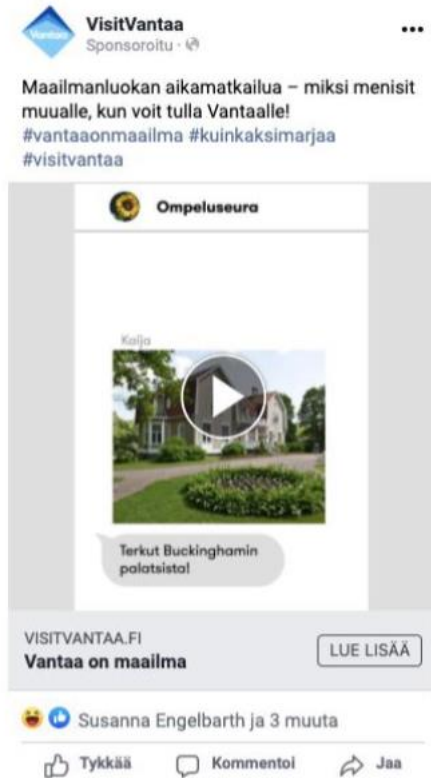 Vantaa
VisitVantaa
Sponsoroitu ·
Maailmanluokan aikamatkailua – miksi menisit
muualle, kun voit tulla Vantaalle!
#vantaaonmaailma #kuinkaksimarjaa
#visitvantaa
Ompeluseura
Kaija
Terkut Buckinghamin
palatsista!
VISITVANTAA.FI
Vantaa on maailma
LUE LISÄÄ
Susanna Engelbarth ja 3 muuta
Tykkää Kommentoi Jaa